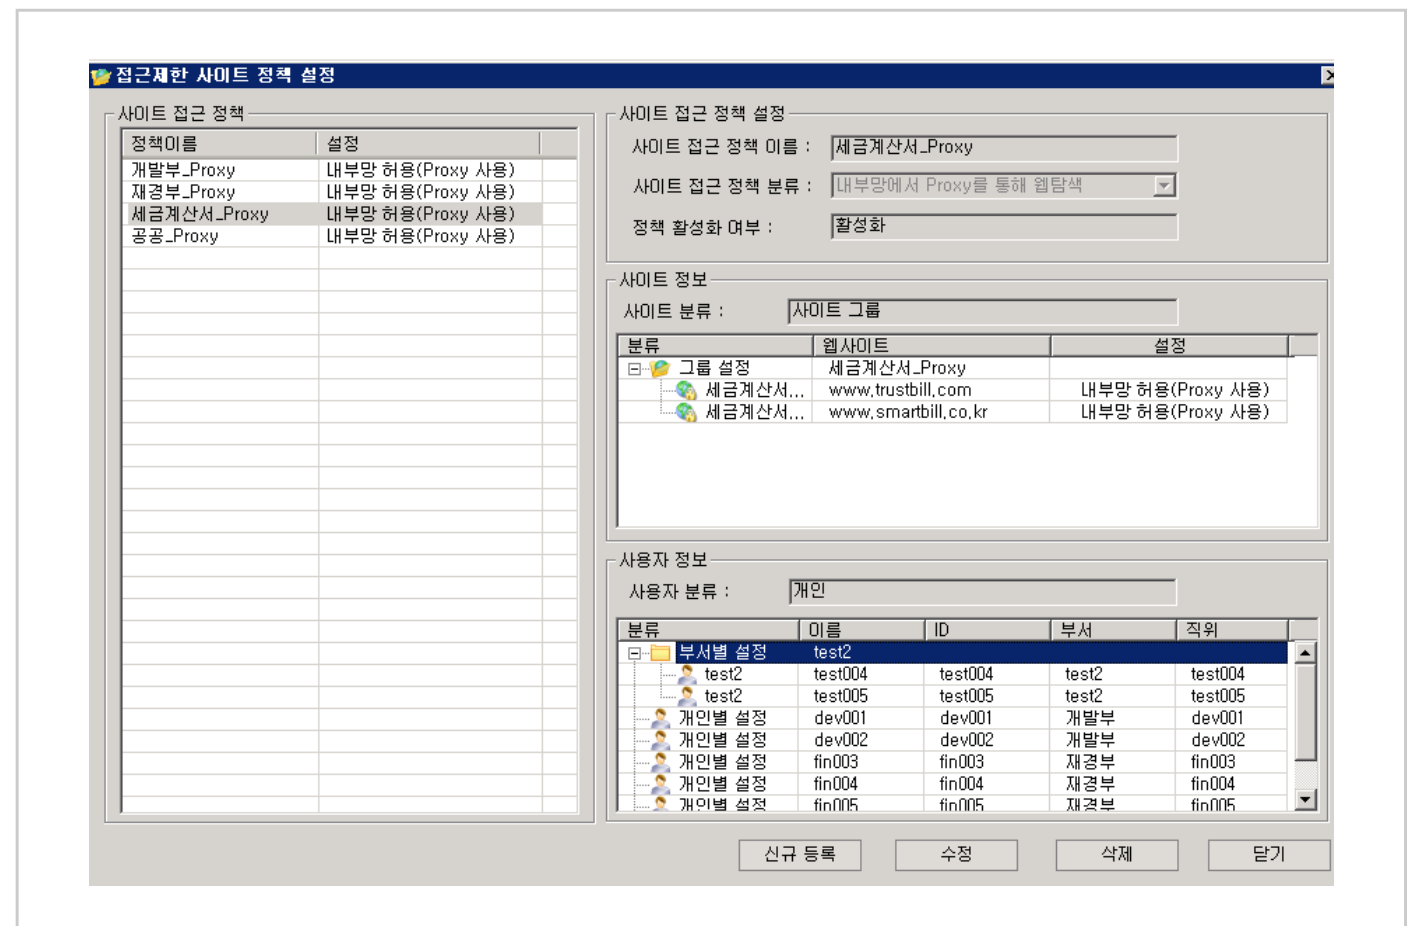 접근제한 사이트 정책 설정
사이트 접근 정책
정책이름 설정
개발부_Proxy 내부망 허용(Proxy 사용)
재경부_Proxy 내부망 허용(Proxy 사용)
세금계산서_Proxy 내부망 허용(Proxy 사용)
공공_Proxy 내부망 허용(Proxy 사용)
사이트 접근 정책 설정
사이트 접근 정책 이름 : 세금계산서_Proxy
사이트 접근 정책 분류 : 내부망에서 Proxy를 통해 웹탐색
정책 활성화 여부 : 활성화
사이트 정보
사이트 분류 : 사이트 그룹
분류 웹사이트 설정
그룹 설정 세금계산서_Proxy
세금계산서... www.trustbill.com 내부망 허용(Proxy 사용)
세금계산서... www.smartbill.co.kr 내부망 허용(Proxy 사용)
사용자 정보
사용자 분류 : 개인
분류 이름 ID 부서 직위
부서별 설정 test2
test2 test004 test004 test2 test004
test2 test005 test005 test2 test005
개인별 설정 dev001 dev001 개발부 dev001
개인별 설정 dev002 dev002 개발부 dev002
개인별 설정 fin003 fin003 재경부 fin003
개인별 설정 fin004 fin004 재경부 fin004
개인별 설정 fin005 fin005 재경부 fin005
신규 등록 수정 삭제 닫기